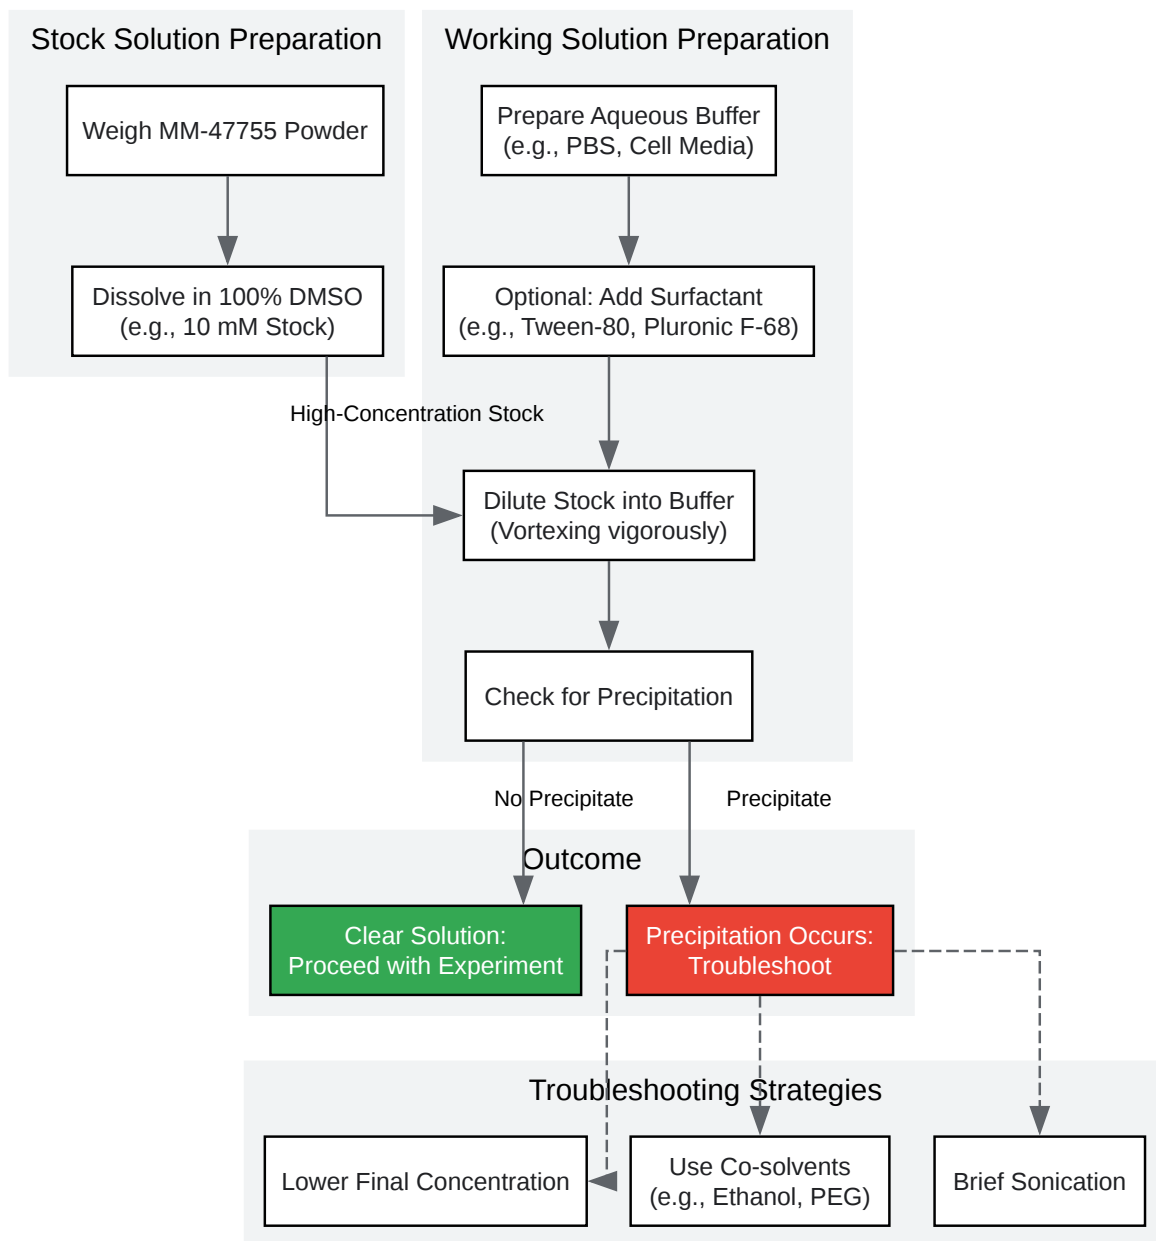 Stock Solution Preparation
Weigh MM-47755 Powder
Dissolve in 100% DMSO
(e.g., 10 mM Stock)
High-Concentration Stock
Working Solution Preparation
Prepare Aqueous Buffer
(e.g., PBS, Cell Media)
Optional: Add Surfactant
(e.g., Tween-80, Pluronic F-68)
Dilute Stock into Buffer
(Vortexing vigorously)
Check for Precipitation
No Precipitate
Precipitate
Outcome
Clear Solution:
Proceed with Experiment
Precipitation Occurs:
Troubleshoot
Troubleshooting Strategies
Lower Final Concentration
Use Co-solvents
(e.g., Ethanol, PEG)
Brief Sonication